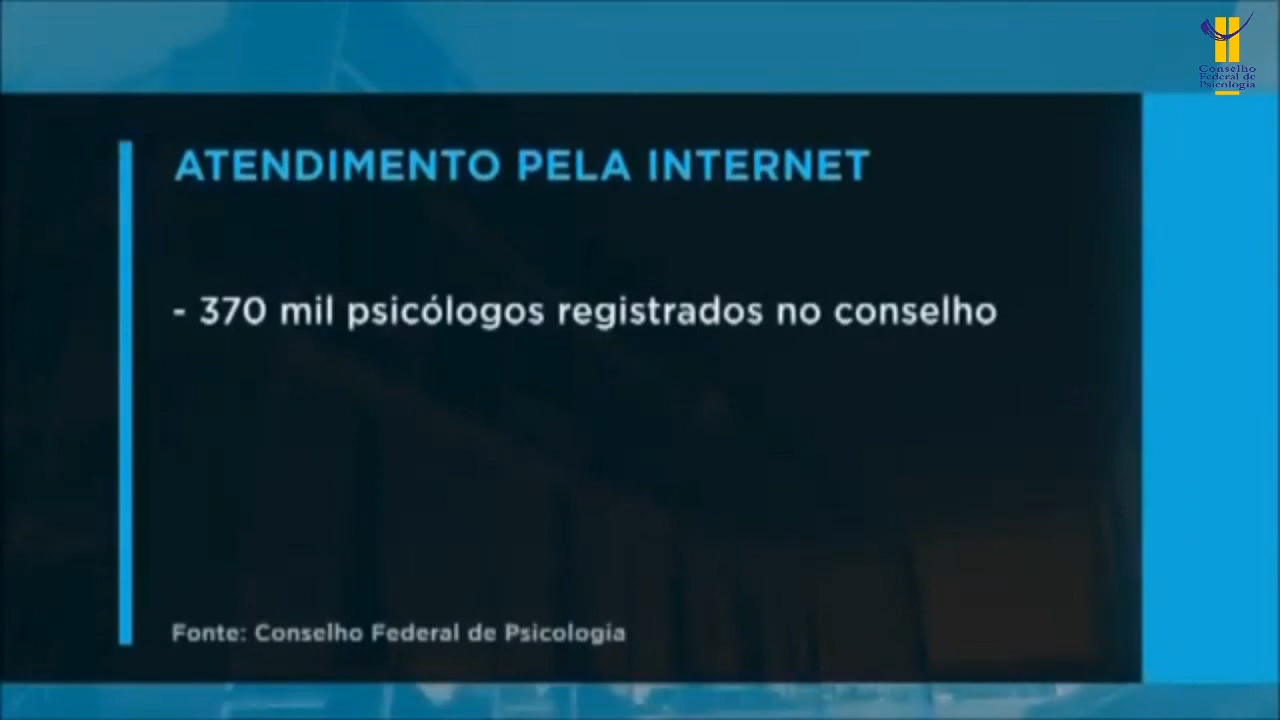 Conselho
Federal de
Psicologia
ATENDIMENTO PELA INTERNET
- 370 mil psicólogos registrados no conselho
Fonte: Conselho Federal de Psicologia